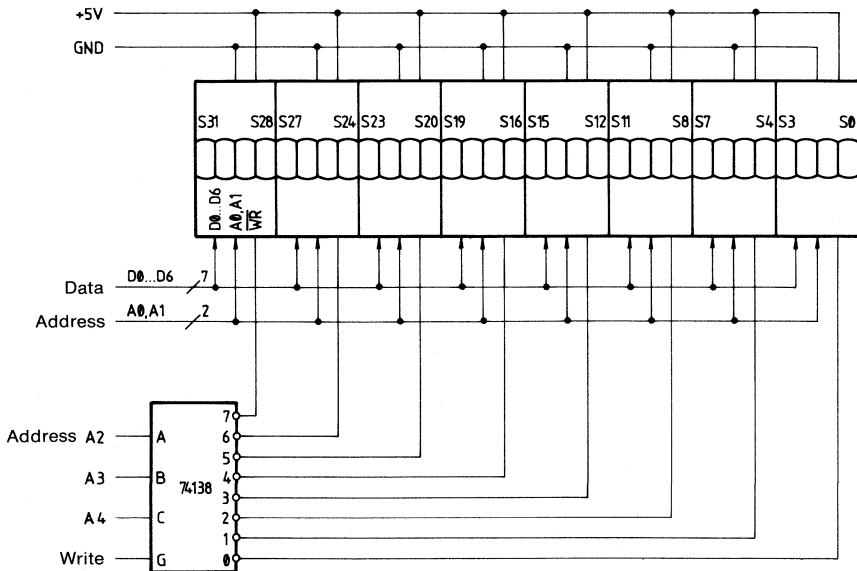 +5V
GND
S31 S28 S27 S24 S23 S20 S19 S16 S15 S12 S11 S8 S7 S4 S3 S0
D0...D6
A0,A1
WR
Data D0...D6 7
Address A0,A1 2
7
Address A2 A 6
5
A3 B 4
74138
3
A4 C 2
1
Write G 0